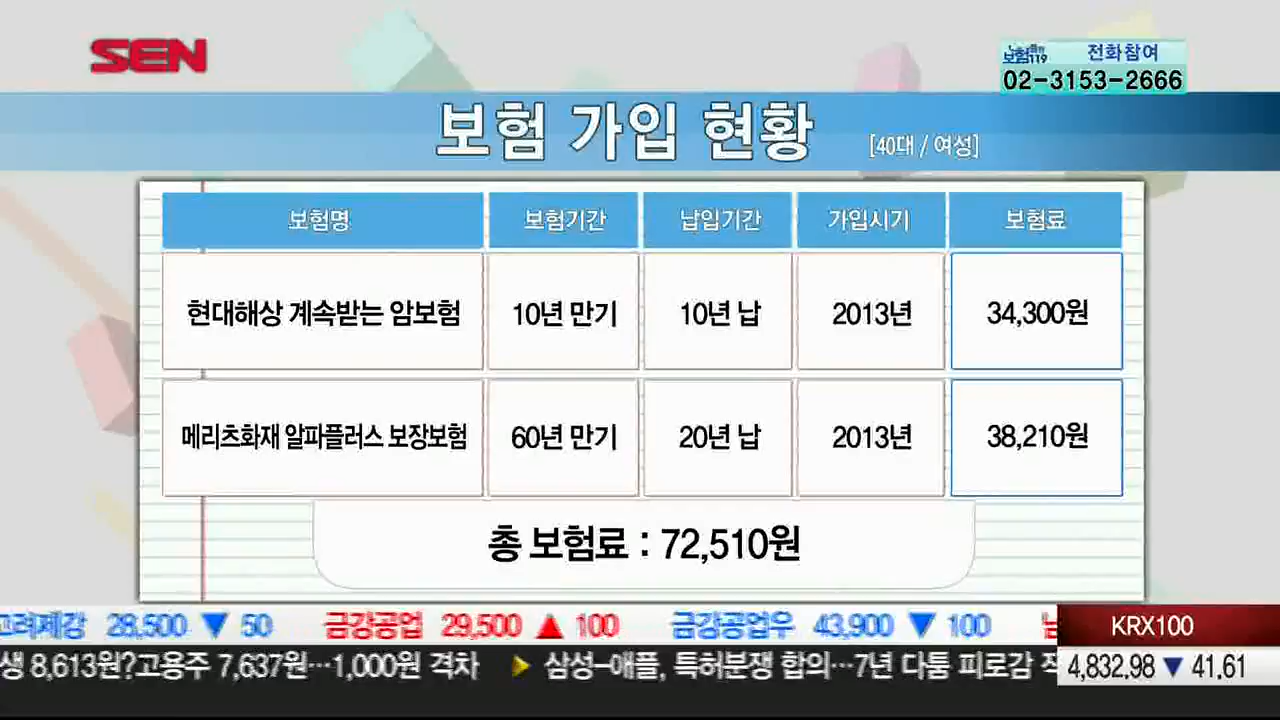 SEN
보험119
전화참여
02-3153-2666
보험 가입 현황 [40대 / 여성]
보험명 보험기간 납입기간 가입시기 보험료
현대해상 계속받는 암보험 10년 만기 10년 납 2013년 34,300원
메리츠화재 알파플러스 보장보험 60년 만기 20년 납 2013년 38,210원
총 보험료 : 72,510원
고려제강 28,500 ▼ 50 금강공업 29,500 ▲ 100 금강공업우 43,900 ▼ 100
KRX100
생 8,613원?고용주 7,637원…1,000원 격차 ▶ 삼성-애플, 특허분쟁 합의…7년 다툼 피로감
4,832.98 ▼ 41.61